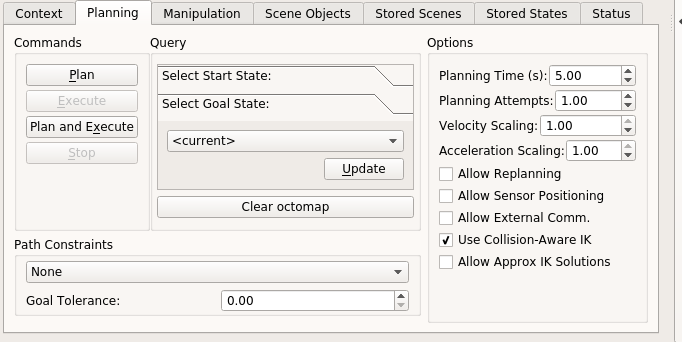 Context Planning Manipulation Scene Objects Stored Scenes Stored States Status
Commands
Plan
Execute
Plan and Execute
Stop
Query
Select Start State:
Select Goal State:
<current>
Update
Clear octomap
Path Constraints
None
Goal Tolerance: 0.00
Options
Planning Time (s): 5.00
Planning Attempts: 1.00
Velocity Scaling: 1.00
Acceleration Scaling: 1.00
Allow Replanning
Allow Sensor Positioning
Allow External Comm.
Use Collision-Aware IK
Allow Approx IK Solutions